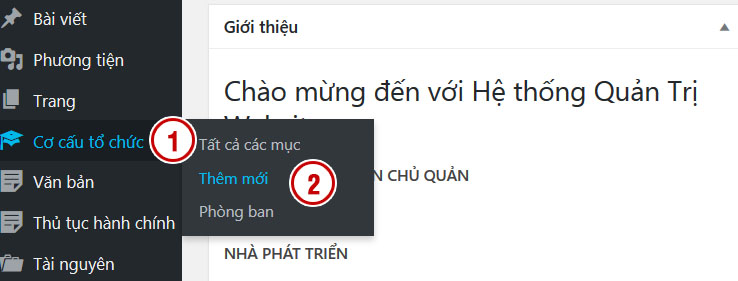 Bài viết
Phương tiện
Trang
Cơ cấu tổ chức
Văn bản
Thủ tục hành chính
Tài nguyên
1
Tất cả các mục
Thêm mới
2
Phòng ban
Giới thiệu
Chào mừng đến với Hệ thống Quản Trị
CHỦ QUẢN
NHÀ PHÁT TRIỂN